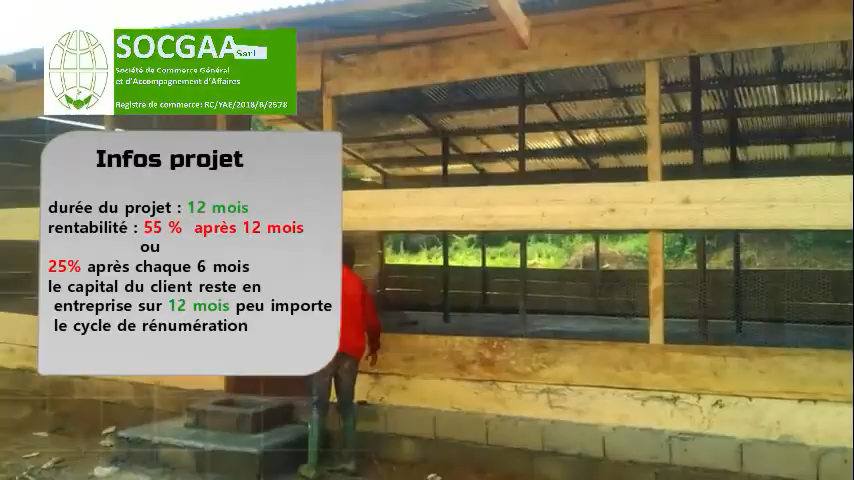 SOCGAA Sarl
Société de Commerce Général
et d'Accompagnement d'Affaires
Registre de commerce: RC/YAE/2018/B/2578
Infos projet
durée du projet : 12 mois
rentabilité : 55 % après 12 mois
ou
25% après chaque 6 mois
le capital du client reste en
entreprise sur 12 mois peu importe
le cycle de rénumération